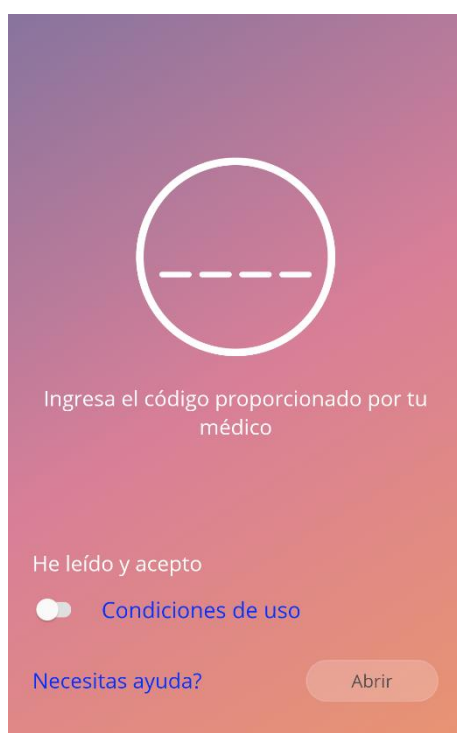 Ingresa el código proporcionado por tu
médico
He leído y acepto
Condiciones de uso
Necesitas ayuda?
Abrir